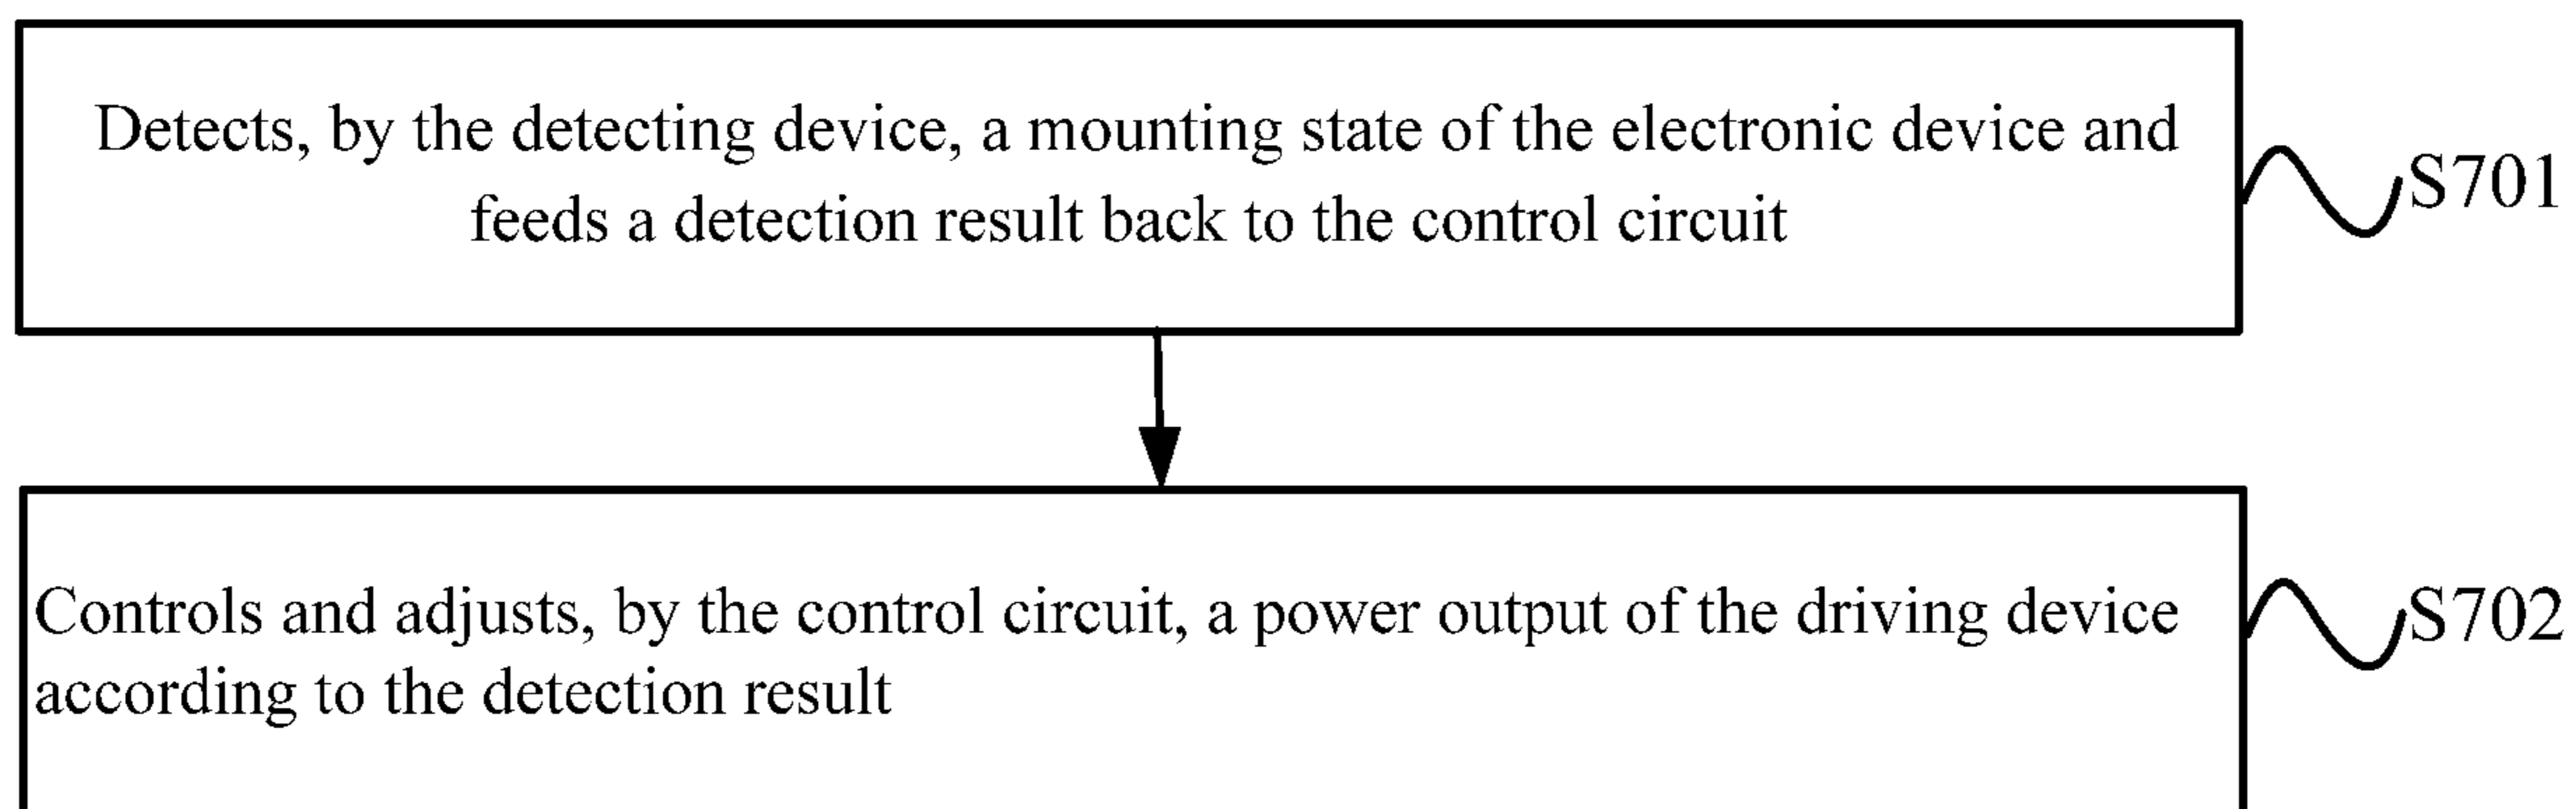 Detects, by the detecting device, a mounting state of the electronic device and
feeds a detection result back to the control circuit
S701
Controls and adjusts, by the control circuit, a power output of the driving device
according to the detection result
S702